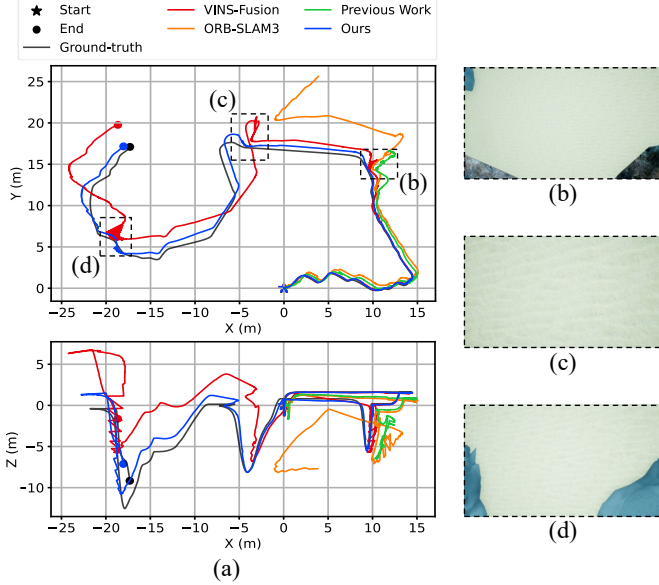 Start
End
Ground-truth
VINS-Fusion
ORB-SLAM3
Previous Work
Ours
25
20
15
10
5
0
Y (m)
(c)
(b)
(d)
−25 −20 −15 −10 −5 0 5 10 15
X (m)
5
0
−5
−10
Z (m)
−25 −20 −15 −10 −5 0 5 10 15
X (m)
(a)
(b)
(c)
(d)